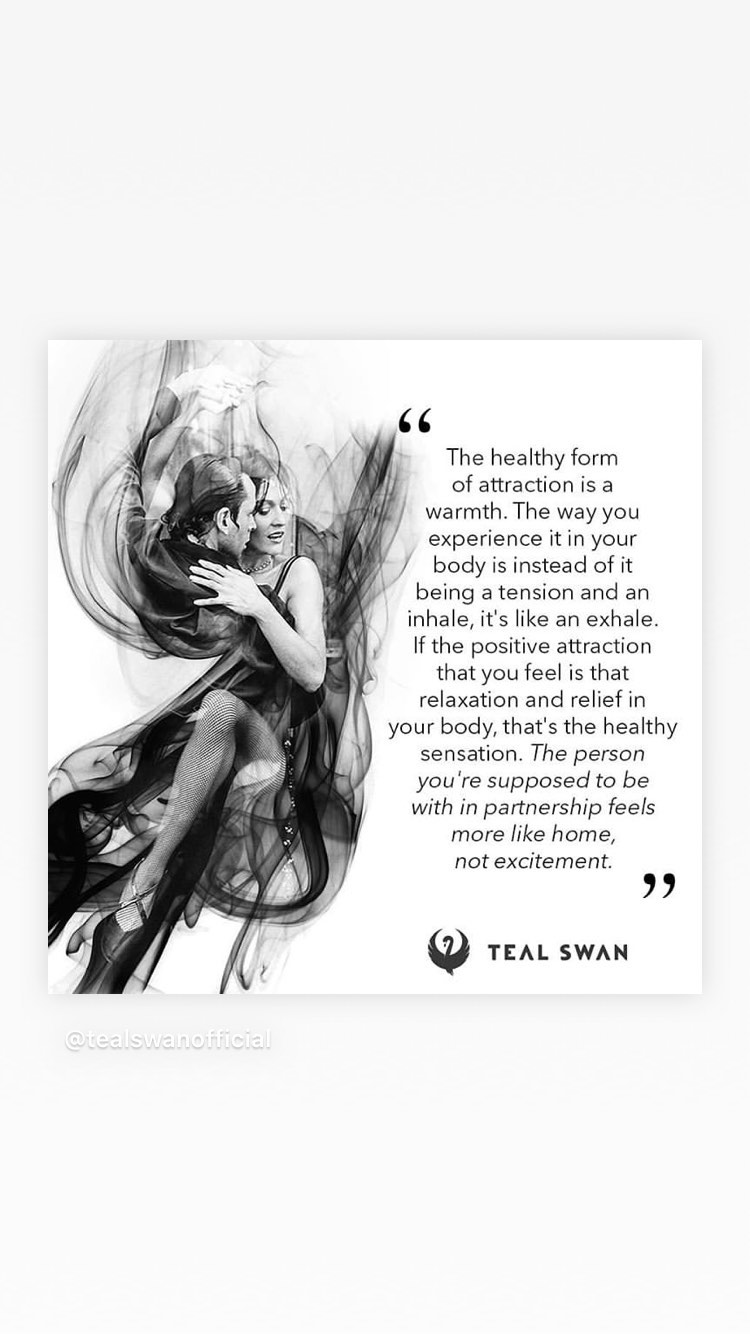 “
The healthy form
of attraction is a
warmth. The way you
experience it in your
body is instead of it
being a tension and an
inhale, it's like an exhale.
If the positive attraction
that you feel is that
relaxation and relief in
your body, that's the healthy
sensation. The person
you're supposed to be
with in partnership feels
more like home,
not excitement.
”
TEAL SWAN
@tealswanofficial